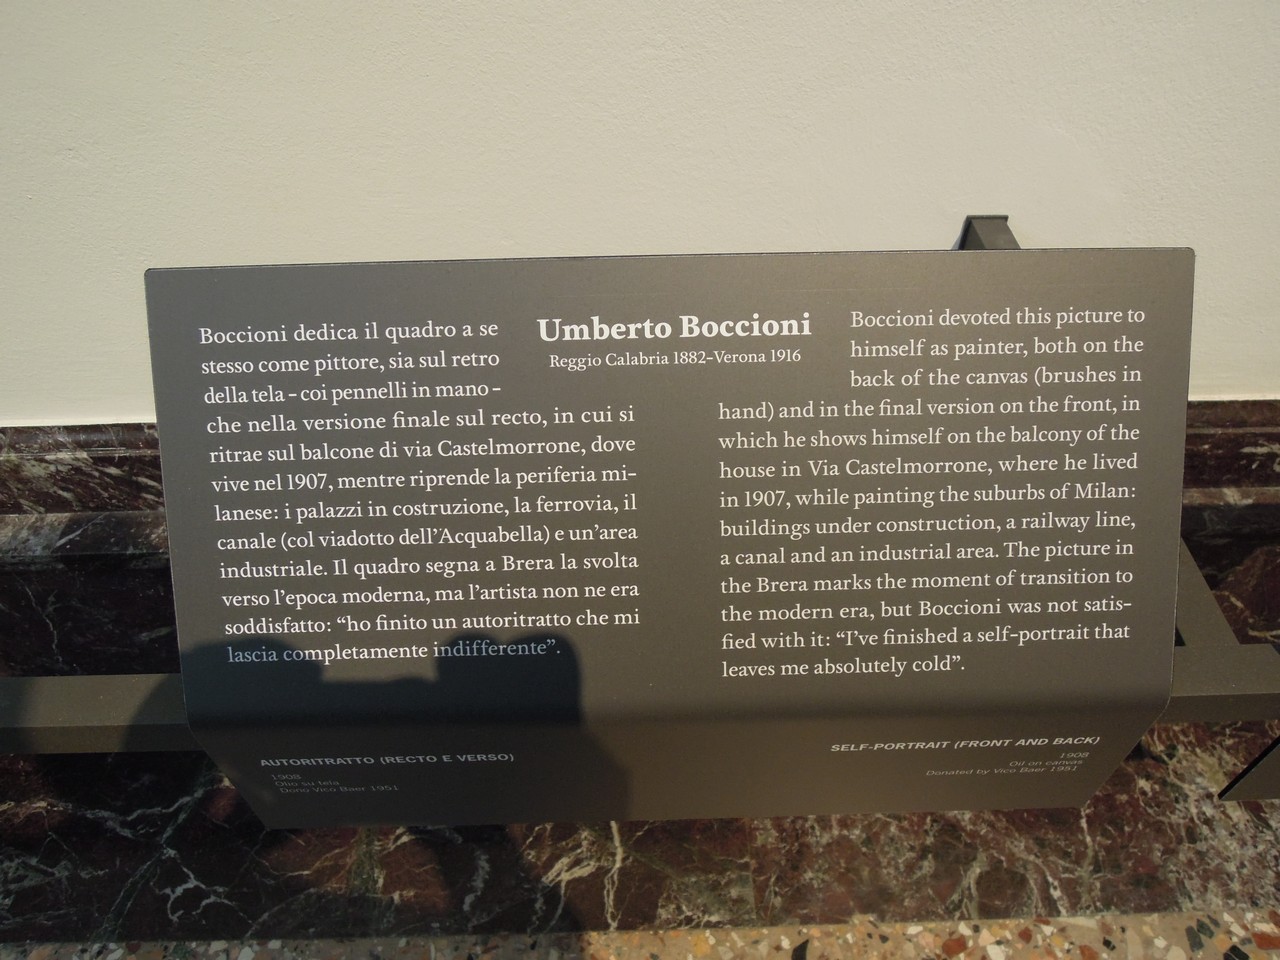 Umberto Boccioni
Reggio Calabria 1882–Verona 1916
Boccioni dedica il quadro a se
stesso come pittore, sia sul retro
della tela – coi pennelli in mano –
che nella versione finale sul recto, in cui si
ritrae sul balcone di via Castelmorrone, dove
vive nel 1907, mentre riprende la periferia mi-
lanese: i palazzi in costruzione, la ferrovia, il
canale (col viadotto dell’Acquabella) e un’area
industriale. Il quadro segna a Brera la svolta
verso l’epoca moderna, ma l’artista non ne era
soddisfatto: “ho finito un autoritratto che mi
lascia completamente indifferente”.
Boccioni devoted this picture to
himself as painter, both on the
back of the canvas (brushes in
hand) and in the final version on the front, in
which he shows himself on the balcony of the
house in Via Castelmorrone, where he lived
in 1907, while painting the suburbs of Milan:
buildings under construction, a railway line,
a canal and an industrial area. The picture in
the Brera marks the moment of transition to
the modern era, but Boccioni was not satis-
fied with it: “I’ve finished a self-portrait that
leaves me absolutely cold”.
AUTORITRATTO (RECTO E VERSO)
1908
Olio su tela
Dono Vico Baer 1951
SELF-PORTRAIT (FRONT AND BACK)
1908
Oil on canvas
Donated by Vico Baer 1951